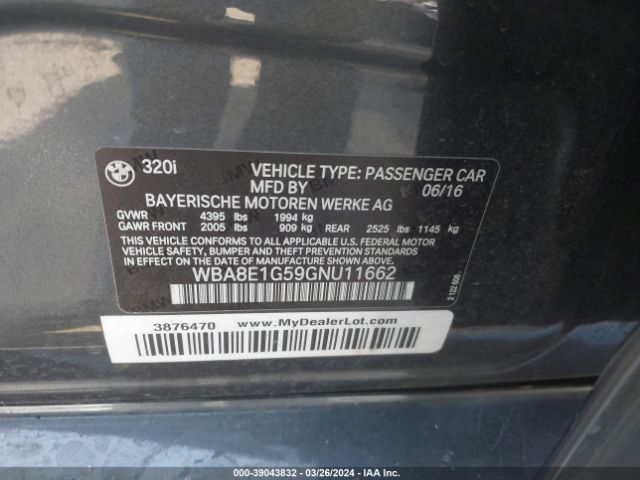 320i
VEHICLE TYPE: PASSENGER CAR
MFD BY 06/16
BAYERISCHE MOTOREN WERKE AG
GVWR 4395 lbs 1994 kg
GAWR FRONT 2005 lbs 909 kg REAR 2525 lbs 1145 kg
THIS VEHICLE CONFORMS TO ALL APPLICABLE U.S. FEDERAL MOTOR
VEHICLE SAFETY, BUMPER AND THEFT PREVENTION STANDARDS
IN EFFECT ON THE DATE OF MANUFACTURE SHOWN ABOVE.
WBA8E1G59GNU11662
2 122 606
3876470 www.MyDealerLot.com
000-39043832 - 03/26/2024 - IAA Inc.